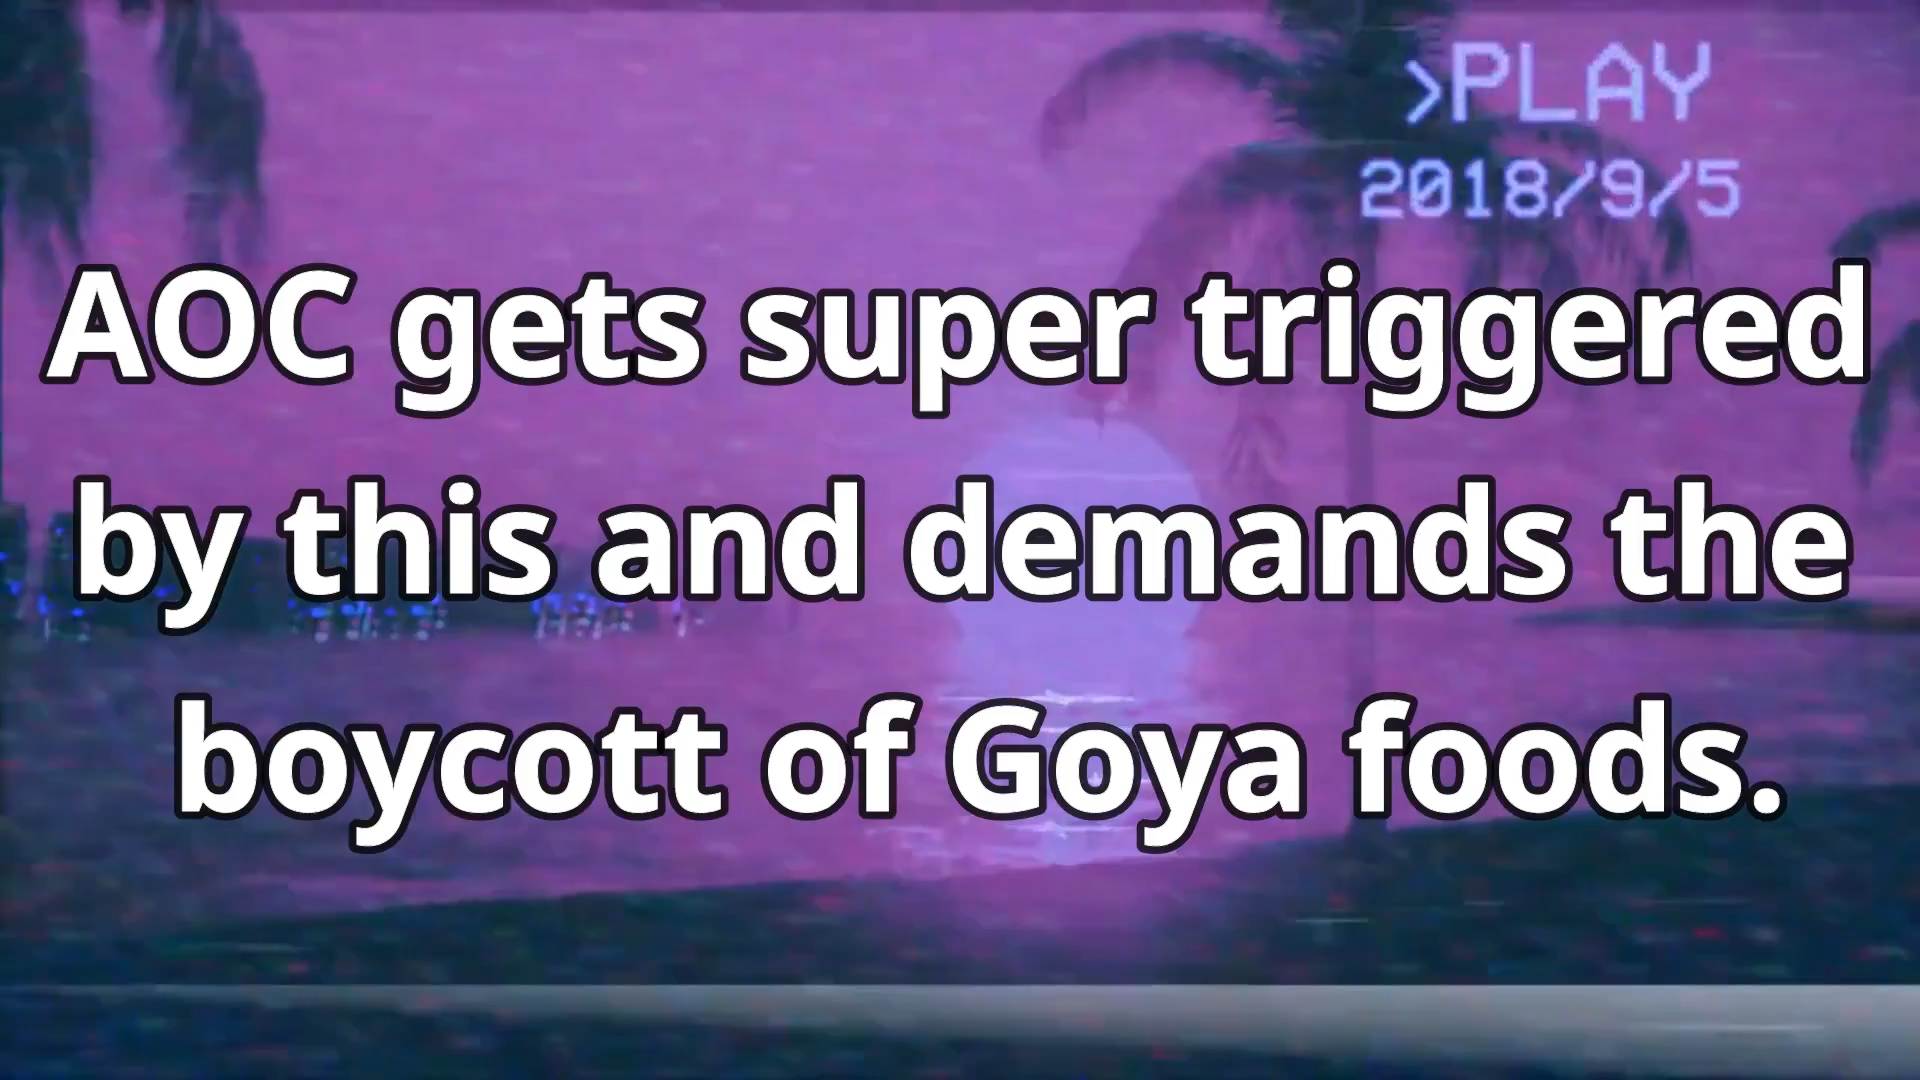 >PLAY
2018/9/5
AOC gets super triggered
by this and demands the
boycott of Goya foods.